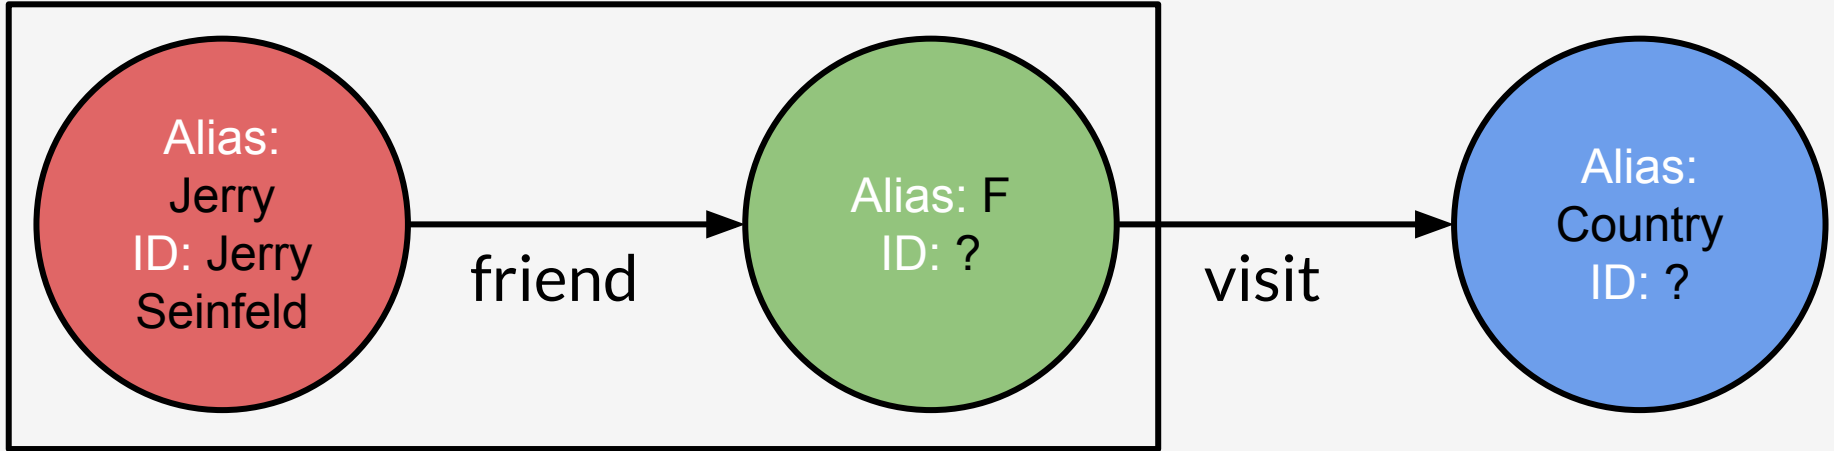 Alias:
Jerry
ID: Jerry
Seinfeld
friend
Alias: F
ID: ?
visit
Alias:
Country
ID: ?